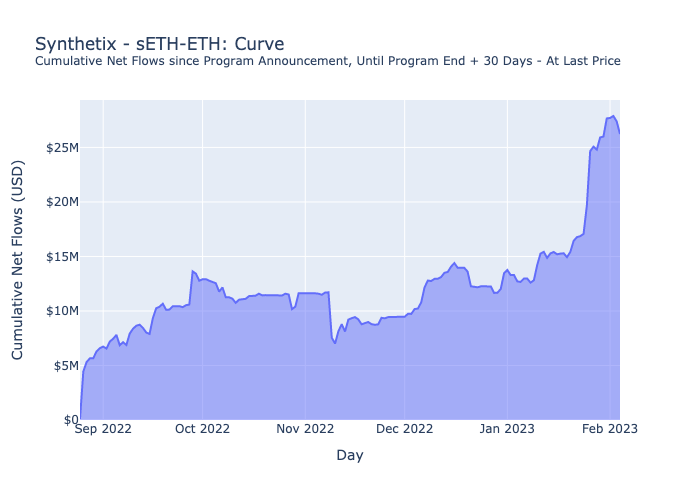 Synthetix - sETH-ETH: Curve
Cumulative Net Flows since Program Announcement, Until Program End + 30 Days - At Last Price
Cumulative Net Flows (USD)
$25M
$20M
$15M
$10M
$5M
$0
Sep 2022 Oct 2022 Nov 2022 Dec 2022 Jan 2023 Feb 2023
Day